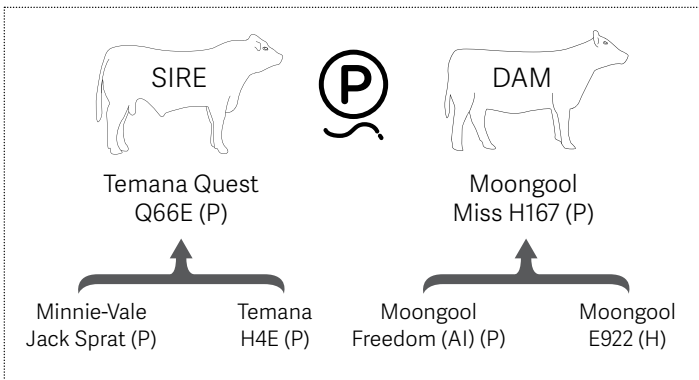 SIRE
P
DAM
Temana Quest
Q66E (P)
Moongool
Miss H167 (P)
Minnie-Vale
Jack Sprat (P)
Temana
H4E (P)
Moongool
Freedom (AI) (P)
Moongool
E922 (H)